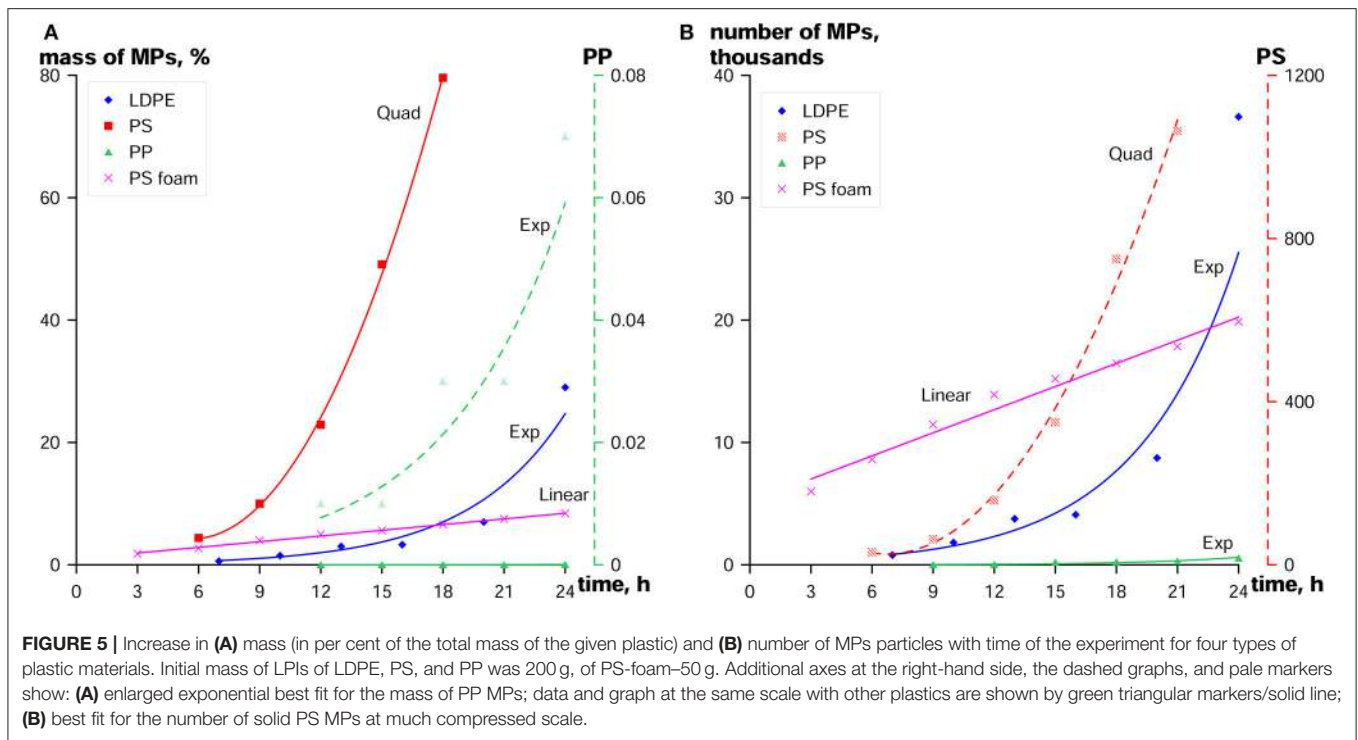 A
mass of MPs, %
PP
80
60
40
20
0
0.08
0.06
0.04
0.02
0
LDPE
PS
PP
PS foam
Quad
Exp
Exp
Linear
0
3
6
9
12
15
18
21
24
time, h
B
number of MPs,
thousands
PS
40
30
20
10
0
1200
800
400
0
LDPE
PS
PP
PS foam
Quad
Exp
Linear
Exp
0
3
6
9
12
15
18
21
24
time, h
FIGURE 5 | Increase in (A) mass (in per cent of the total mass of the given plastic) and (B) number of MPs particles with time of the experiment for four types of
plastic materials. Initial mass of LPIs of LDPE, PS, and PP was 200 g, of PS-foam–50 g. Additional axes at the right-hand side, the dashed graphs, and pale markers
show: (A) enlarged exponential best fit for the mass of PP MPs; data and graph at the same scale with other plastics are shown by green triangular markers/solid line;
(B) best fit for the number of solid PS MPs at much compressed scale.